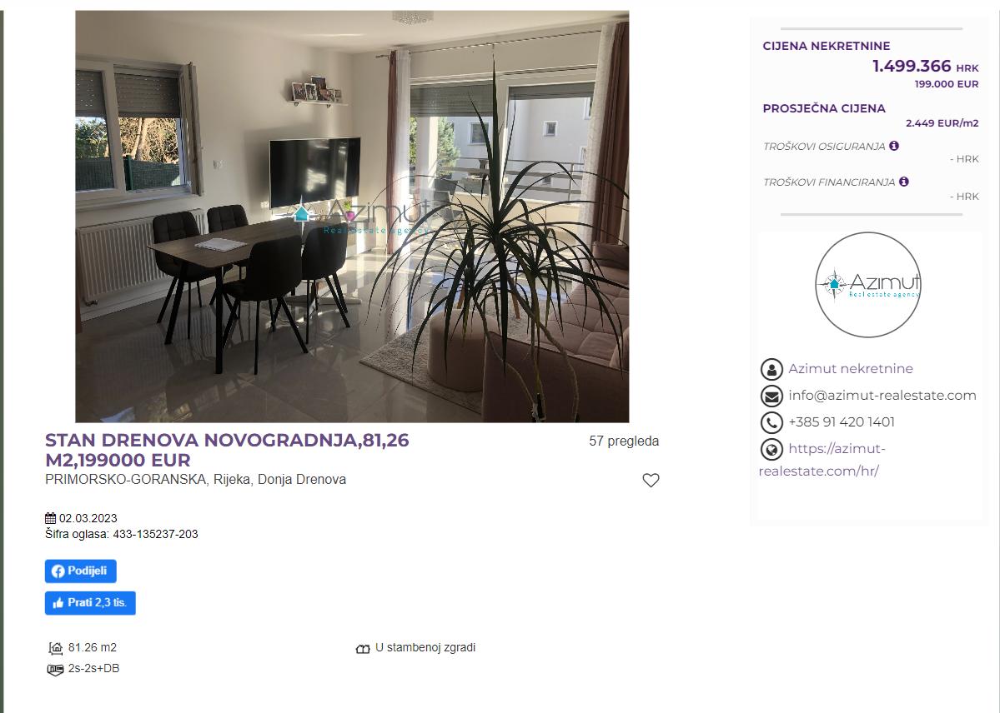 Azimut
Real estate agency
STAN DRENOVA NOVOGRADNJA,81,26
M2,199000 EUR
57 pregleda
PRIMORSKO-GORANSKA, Rijeka, Donja Drenova
02.03.2023
Šifra oglasa: 433-135237-203
Podijeli
Prati 2,3 tis.
81.26 m2
U stambenoj zgradi
2s-2s+DB
CIJENA NEKRETNINE
1.499.366 HRK
199.000 EUR
PROSJEČNA CIJENA
2.449 EUR/m2
TROŠKOVI OSIGURANJA
- HRK
TROŠKOVI FINANCIRANJA
- HRK
Azimut
Real estate agency
Azimut nekretnine
info@azimut-realestate.com
+385 91 420 1401
https://azimut-
realestate.com/hr/